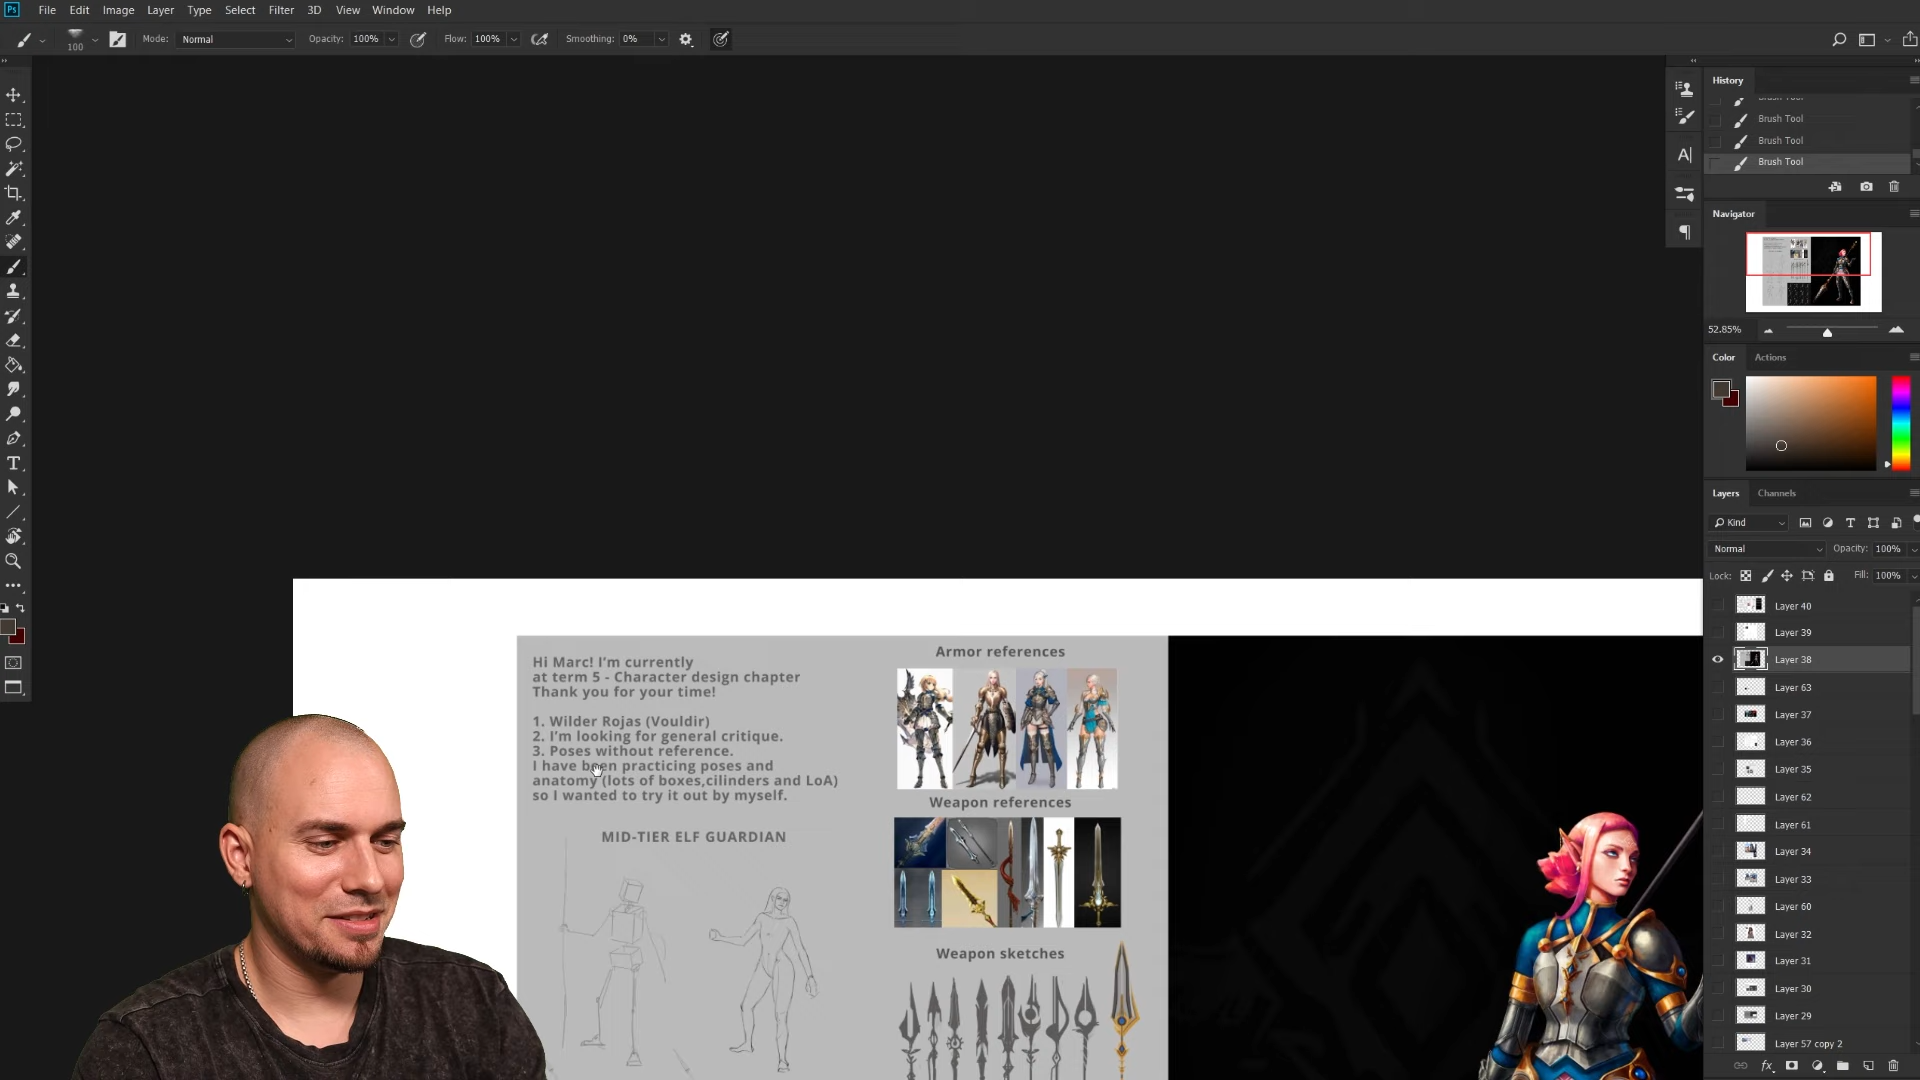 Ps File Edit Image Layer Type Select Filter 3D View Window Help
100 Mode: Normal Opacity: 100% Flow: 100% Smoothing: 0%
History
Brush Tool
Brush Tool
Brush Tool
Brush Tool
Navigator
52.85%
Color Actions
Layers Channels
Kind
Normal Opacity: 100%
Lock: Fill: 100%
Layer 40
Layer 39
Layer 38
Layer 63
Layer 37
Layer 36
Layer 35
Layer 62
Layer 61
Layer 34
Layer 33
Layer 60
Layer 32
Layer 31
Layer 30
Layer 29
Layer 57 copy 2
fx
Hi Marc! I'm currently
at term 5 - Character design chapter
Thank you for your time!
1. Wilder Rojas (Vouldir)
2. I'm looking for general critique.
3. Poses without reference.
I have been practicing poses and
anatomy (lots of boxes,cilinders and LoA)
so I wanted to try it out by myself.
MID-TIER ELF GUARDIAN
Armor references
Weapon references
Weapon sketches